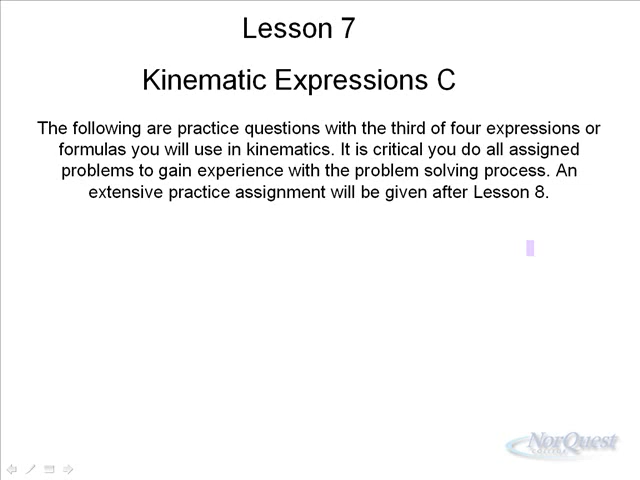 Lesson 7
Kinematic Expressions C
The following are practice questions with the third of four expressions or
formulas you will use in kinematics. It is critical you do all assigned
problems to gain experience with the problem solving process. An
extensive practice assignment will be given after Lesson 8.
NorQuest
COLLEGE